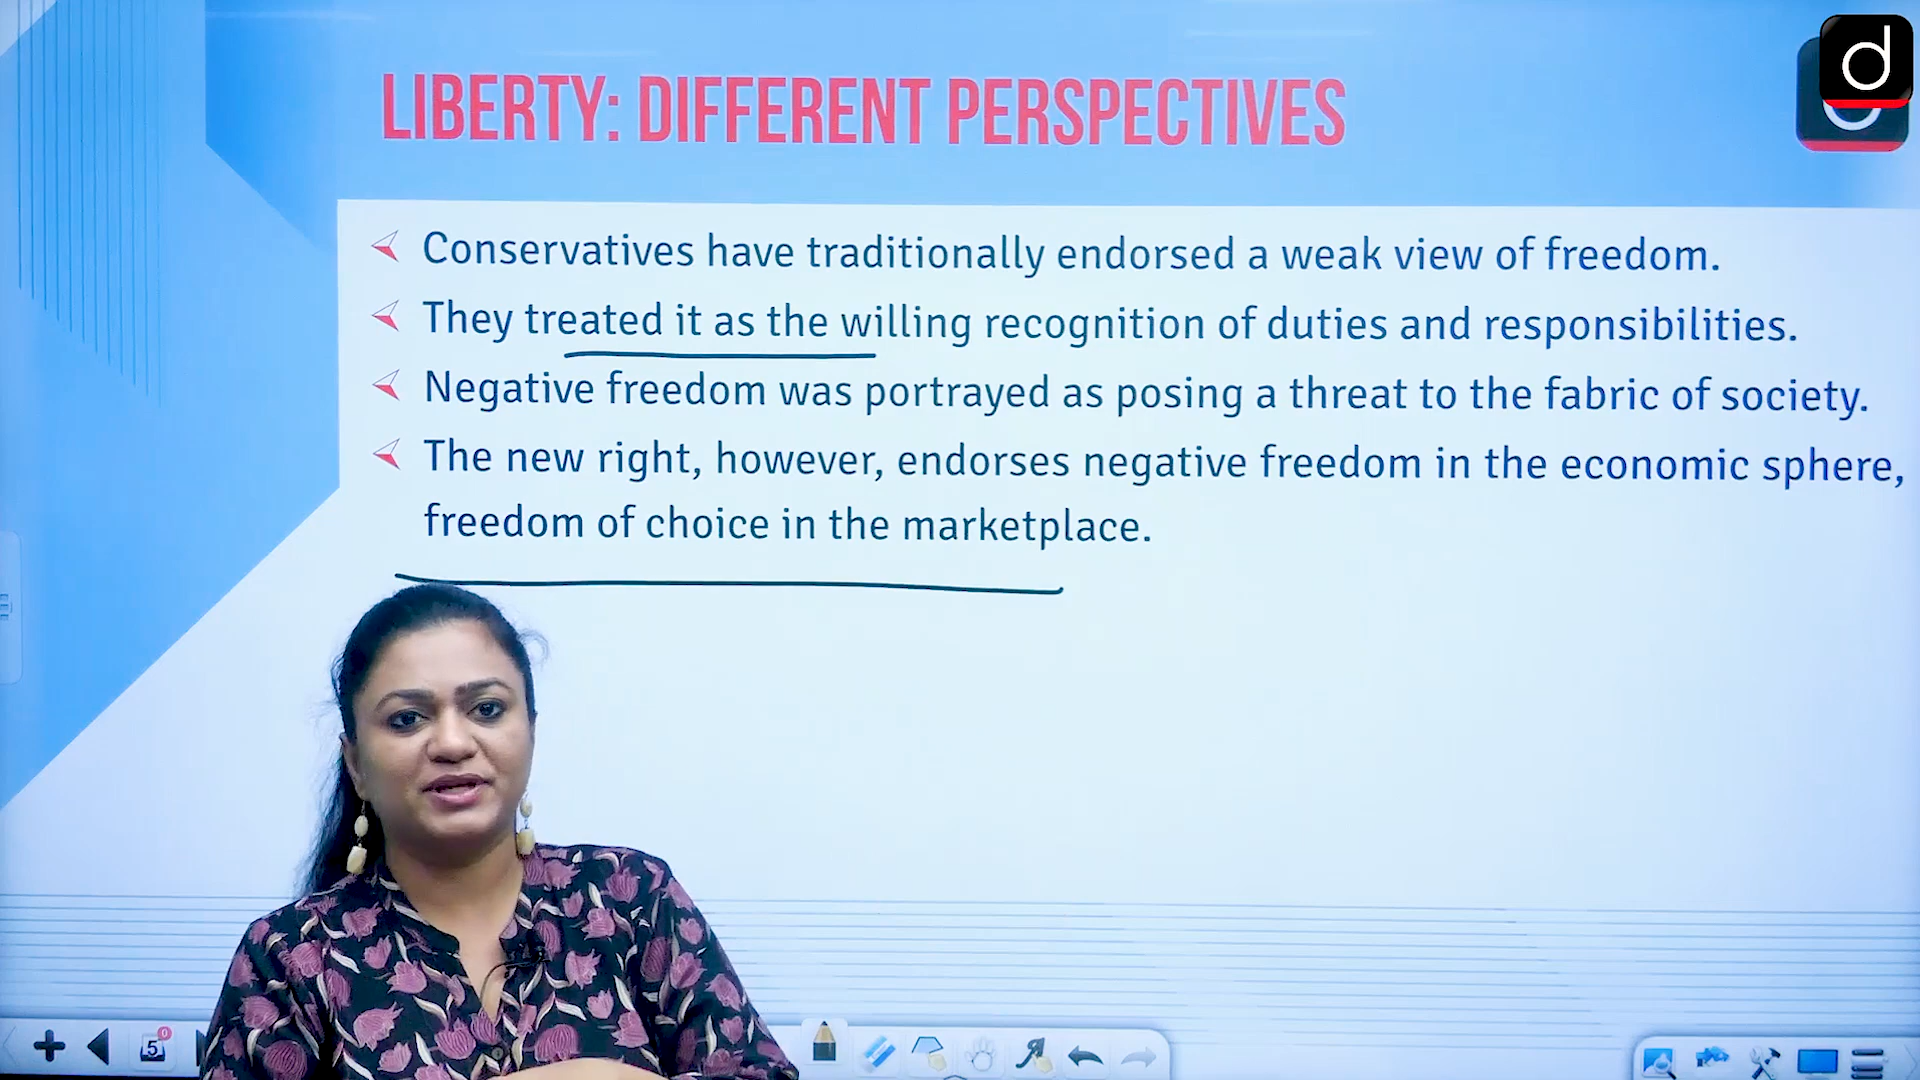 LIBERTY: DIFFERENT PERSPECTIVES
d
Conservatives have traditionally endorsed a weak view of freedom.
They treated it as the willing recognition of duties and responsibilities.
Negative freedom was portrayed as posing a threat to the fabric of society.
The new right, however, endorses negative freedom in the economic sphere,
freedom of choice in the marketplace.
5
0